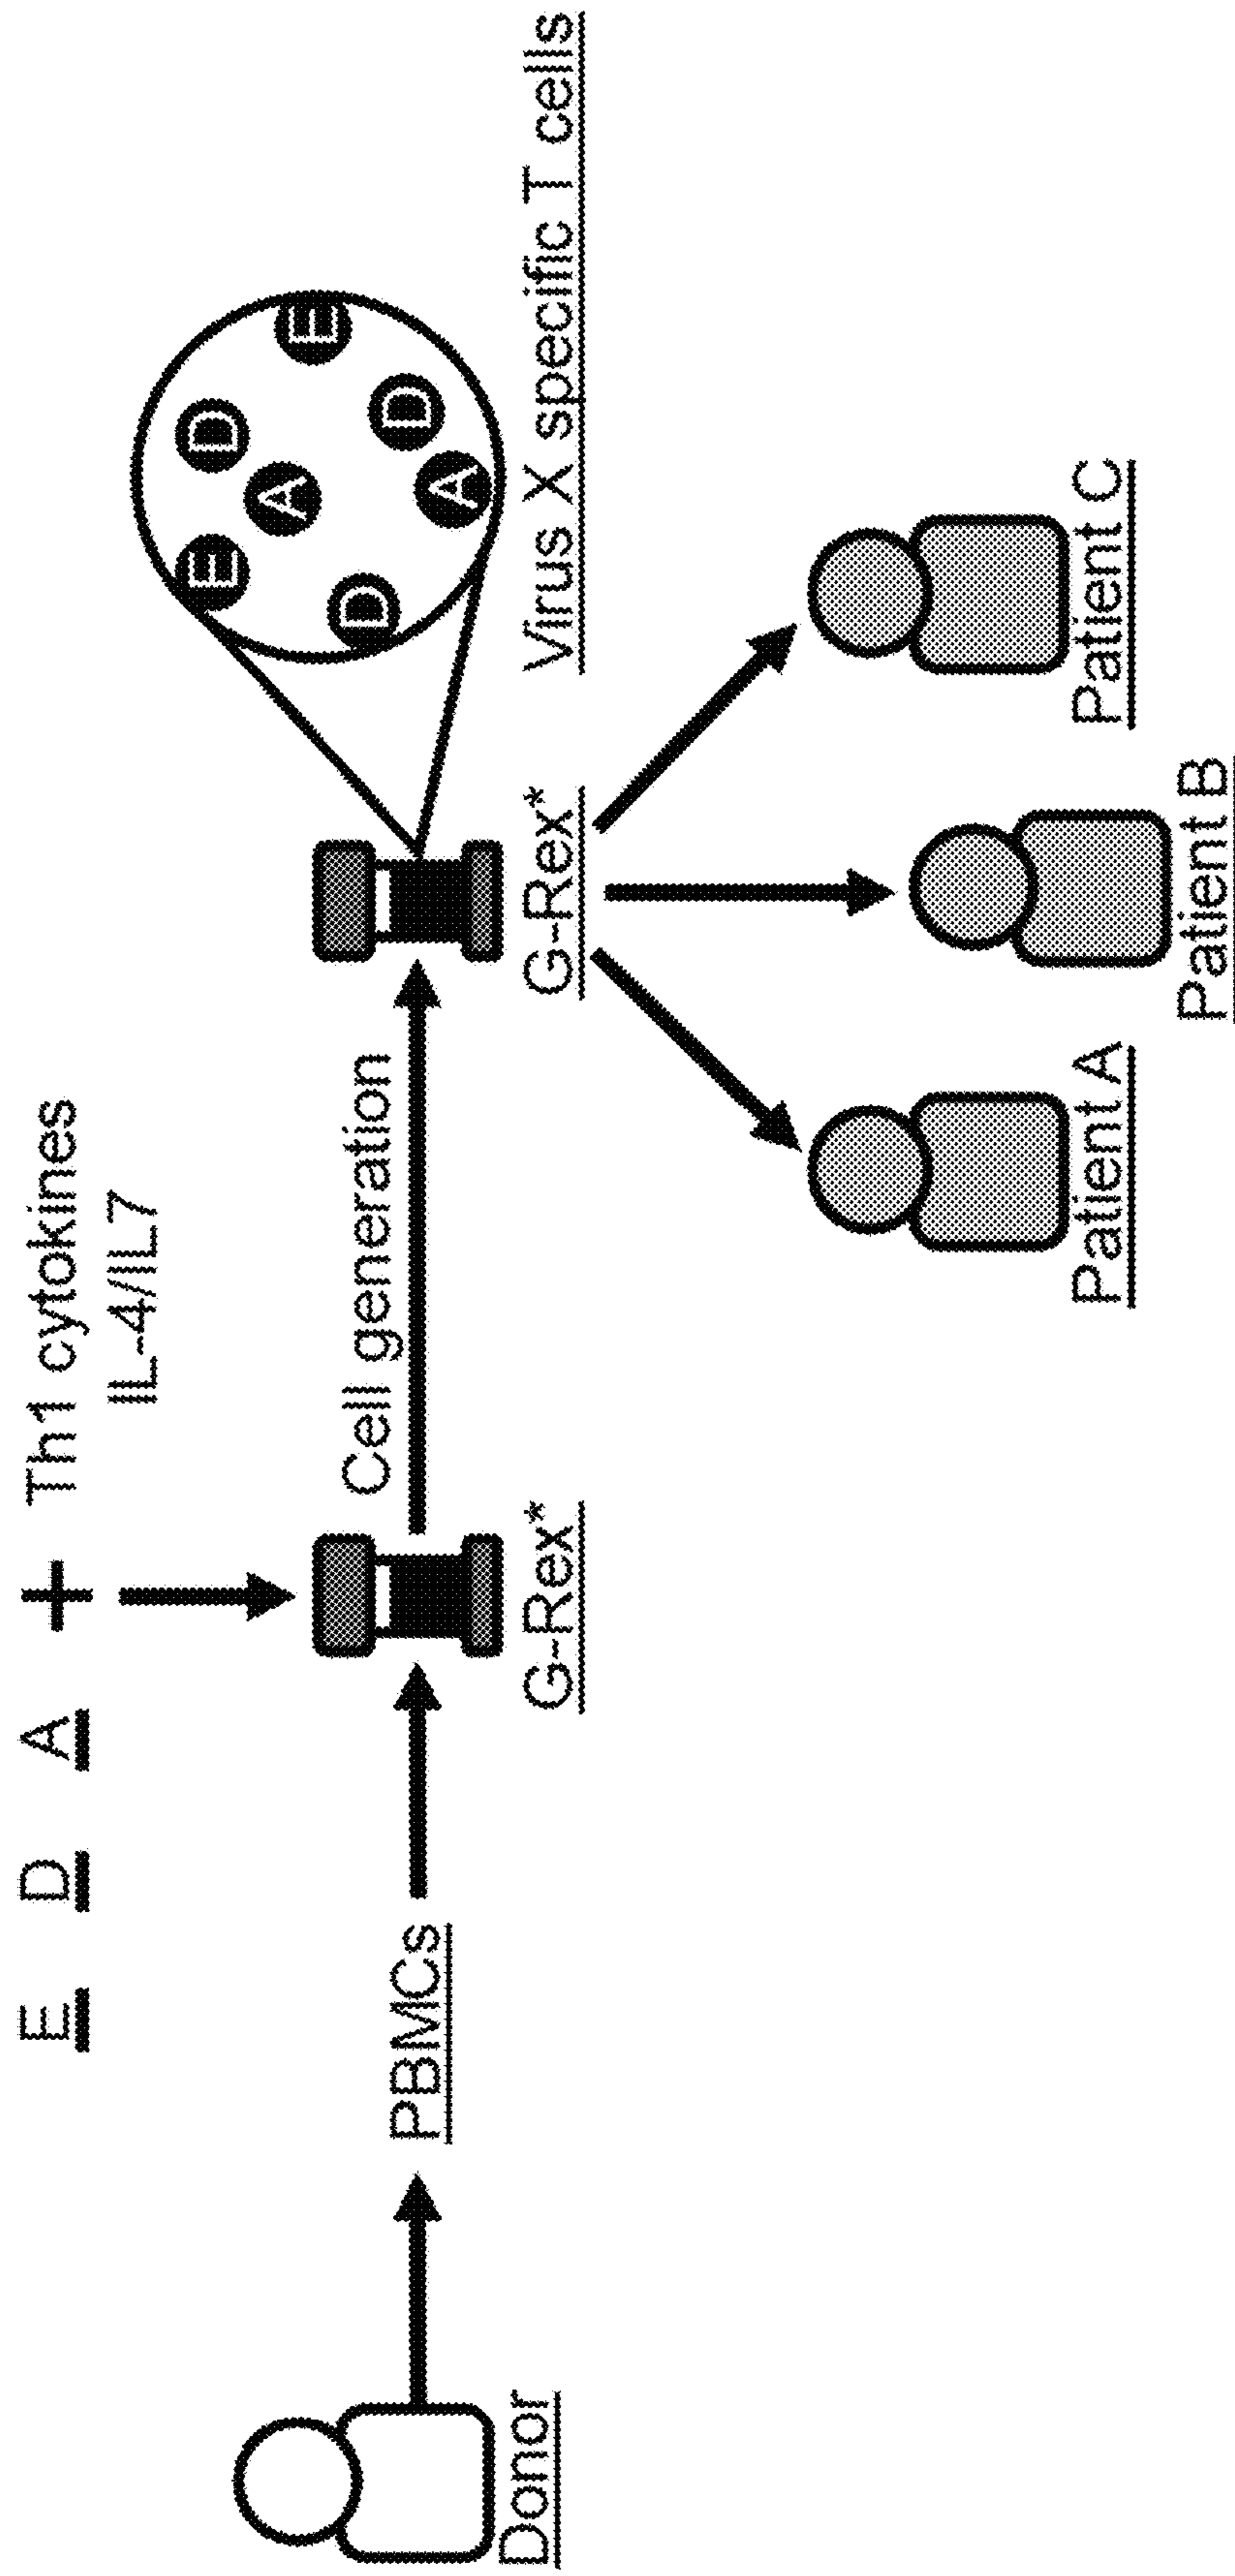 E D A + Th1 cytokines
IL-4/IL7
Donor
PBMCs
G-Rex*
Cell generation
G-Rex*
E
D
A
E
D
D
A
Virus X specific T cells
Patient A
Patient B
Patient C